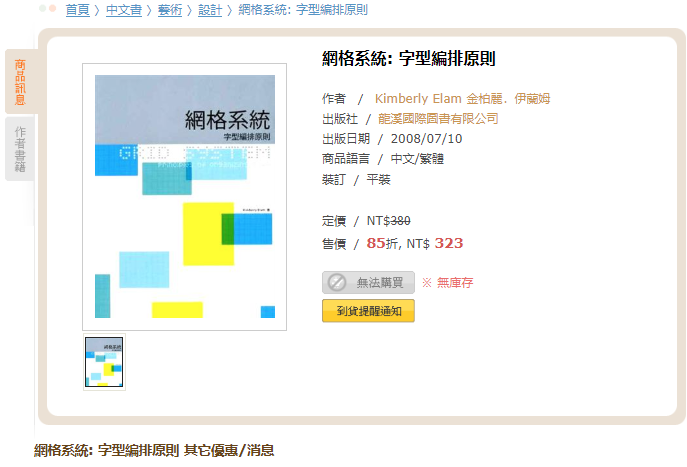 首頁 〉 中文書 〉 藝術 〉 設計 〉 網格系統: 字型編排原則
商品訊息
作者書籍
網格系統
字型編排原則
GRID SYSTEM
Kimberly Elam 著
網格系統: 字型編排原則
作者 / Kimberly Elam 金柏麗．伊蘭姆
出版社 / 龍溪國際圖書有限公司
出版日期 / 2008/07/10
商品語言 / 中文/繁體
裝訂 / 平裝
定價 / NT$380
售價 / 85折, NT$ 323
無法購買 ※ 無庫存
到貨提醒通知
網格系統: 字型編排原則 其它優惠/消息